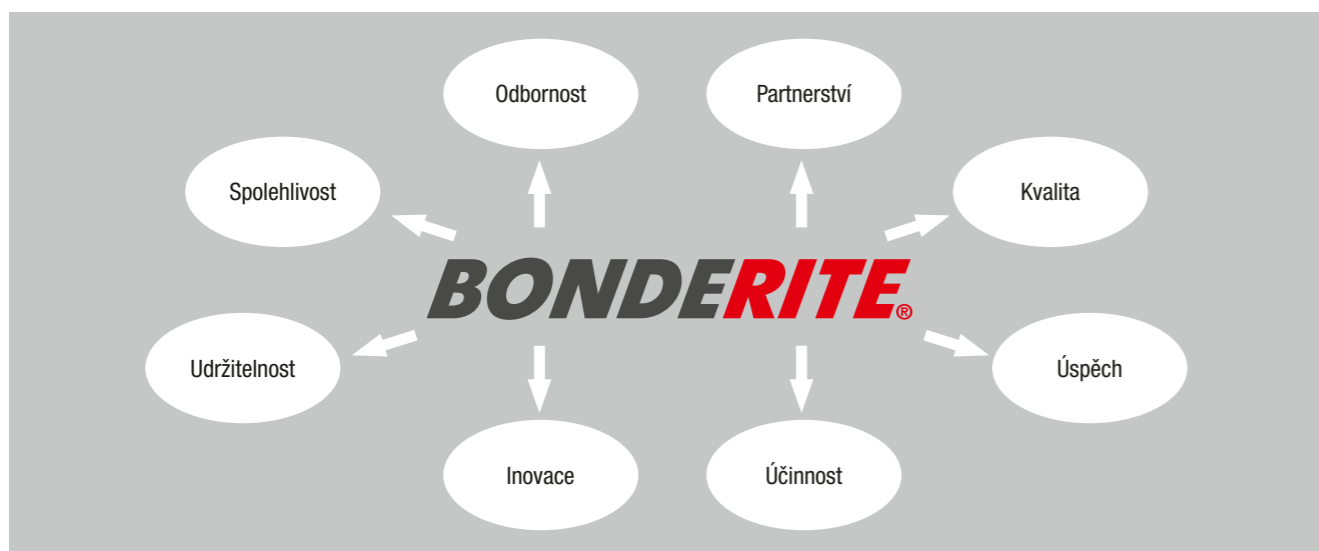 Odbornost
Partnerství
Spolehlivost
Kvalita
BONDERITE®
Udržitelnost
Úspěch
Inovace
Účinnost